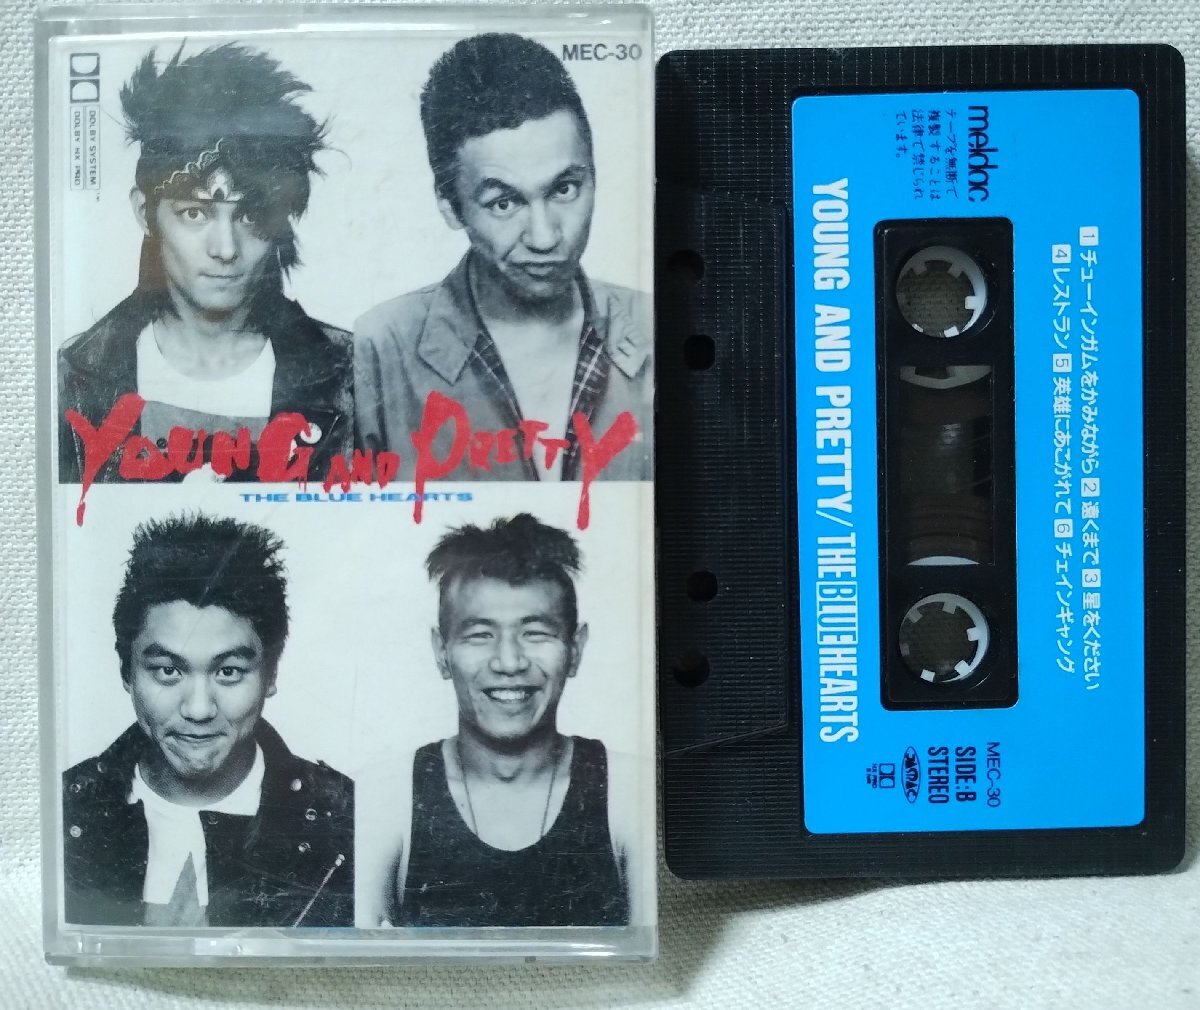 MEC-30
DOLBY SYSTEM
DOLBY HX PRO
YOUNG AND PRETTY
THE BLUE HEARTS
meldac
テープを無断で
複製することは
法律で禁じられ
ています。
YOUNG AND PRETTY/THE BLUE HEARTS
1 チューインガムをかみながら 2 遠くまで 3 星をください
4 レストラン 5 英雄にあこがれて 6 チェインギャング
MEC-30
SIDE:B
STEREO